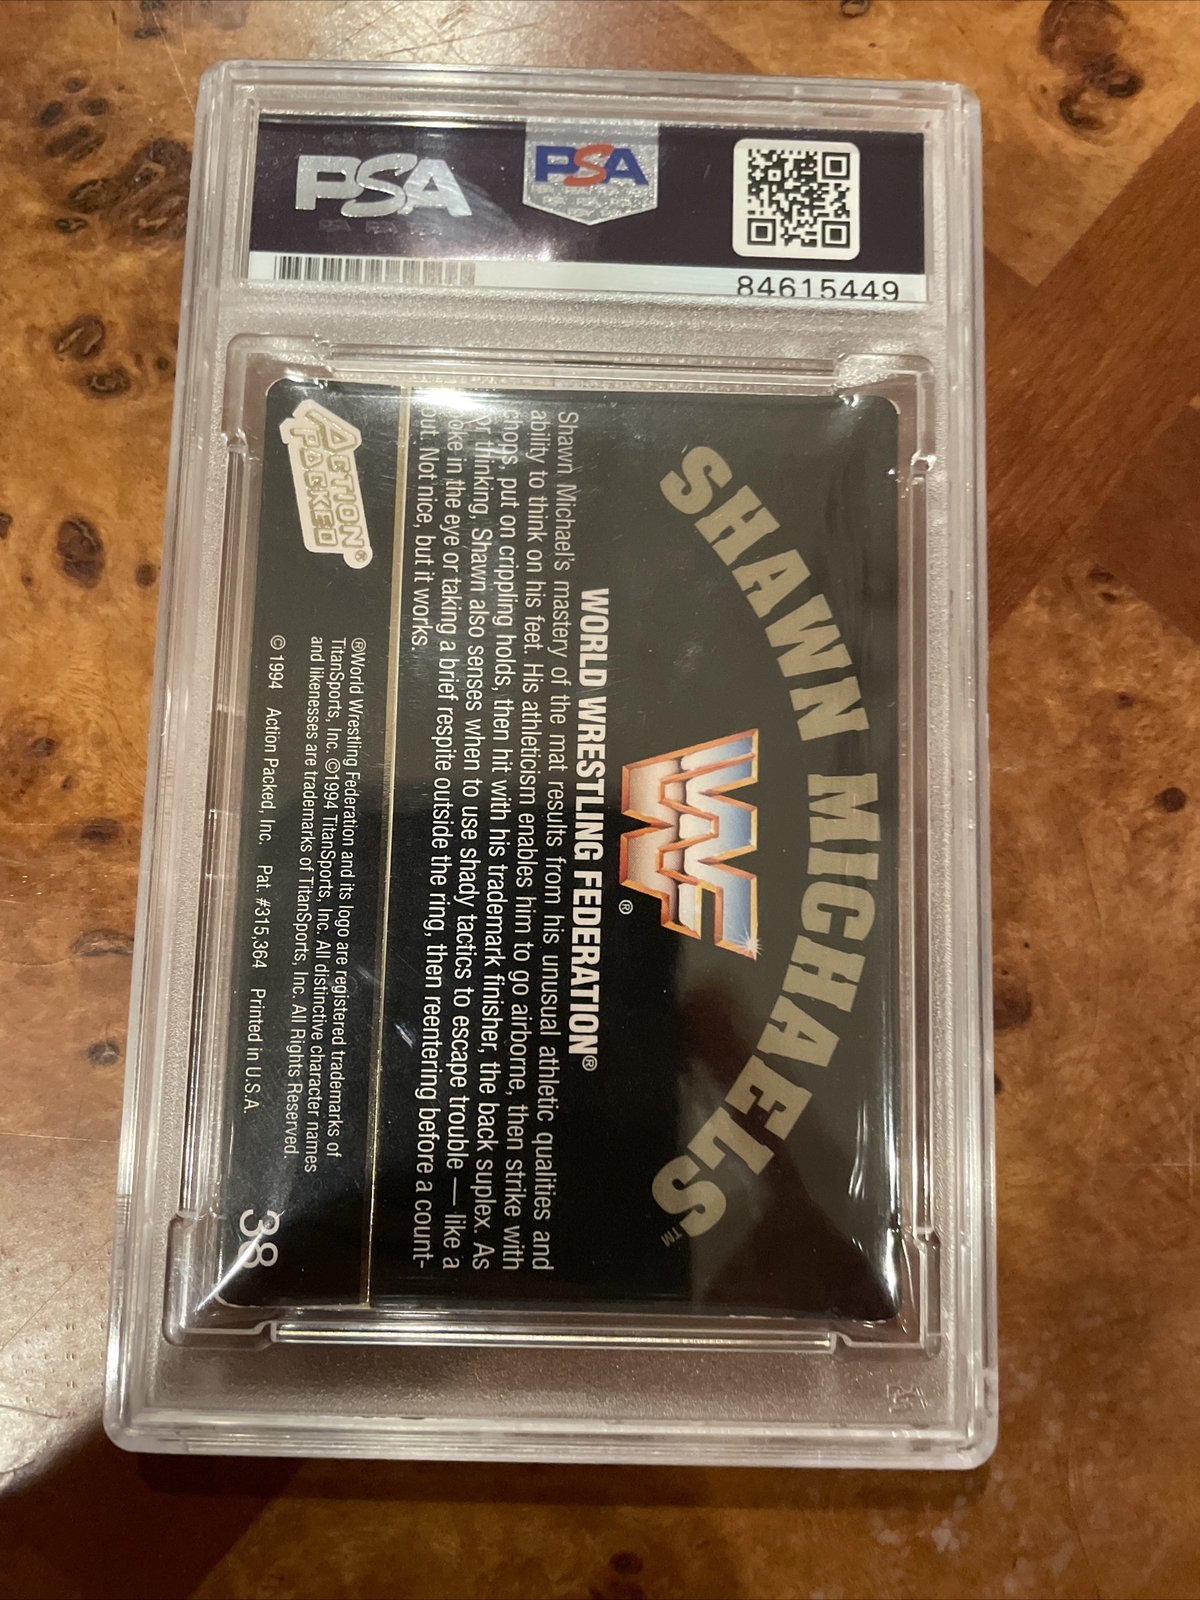 PSA
PSA
84615449
SHAWN MICHAELS™
WF
®
WORLD WRESTLING FEDERATION®
Shawn Michael's mastery of the mat results from his unusual athletic qualities and
ability to think on his feet. His athleticism enables him to go airborne, then strike with
chops, put on crippling holds, then hit with his trademark finisher, the back suplex. As
for thinking, Shawn also senses when to use shady tactics to escape trouble — like a
poke in the eye or taking a brief respite outside the ring, then reentering before a count-
out. Not nice, but it works.
ACTION
PACKED®
®World Wrestling Federation and its logo are registered trademarks of
TitanSports, Inc. ©1994 TitanSports, Inc. All distinctive character names
and likenesses are trademarks of TitanSports, Inc. All Rights Reserved.
© 1994 Action Packed, Inc. Pat. #315,364 Printed in U.S.A.
38